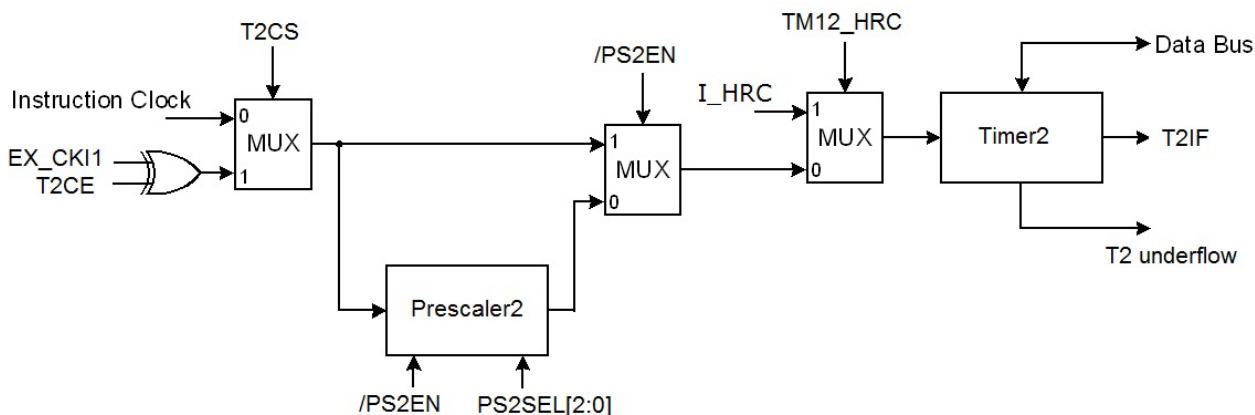 T2CS
TM12_HRC
/PS2EN
Data Bus
Instruction Clock
0
I_HRC
1
MUX
1
MUX
Timer2
T2IF
EX_CKI1
T2CE
1
MUX
0
0
T2 underflow
Prescaler2
/PS2EN
PS2SEL[2:0]